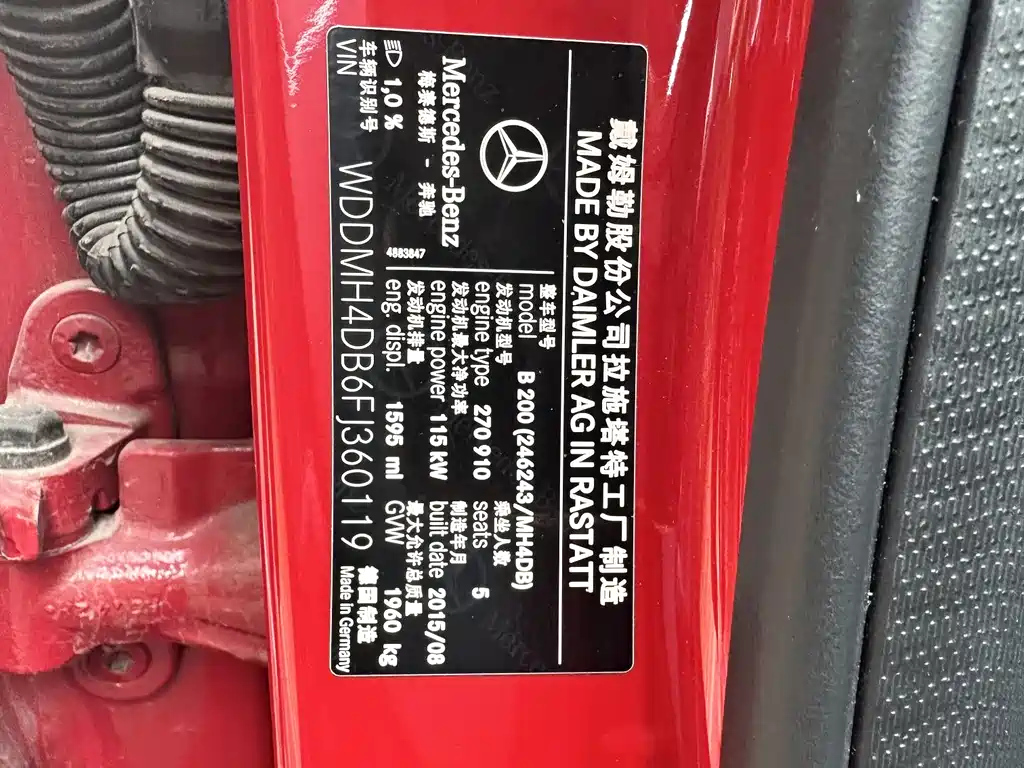 戴姆勒股份公司拉施塔特工厂制造
MADE BY DAIMLER AG IN RASTATT
Mercedes-Benz
梅赛德斯 - 奔驰
4883847
整车型号
model B 200 (246243/MH4DB)
发动机型号 乘坐人数
engine type 270 910 seats 5
发动机最大净功率 制造年月
engine power 115 kW built date 2015/08
发动机排量 最大允许总质量
eng. displ. 1595 ml GVW 1960 kg
1,0 %
车辆识别号 德国制造
VIN WDDMH4DB6FJ360119 Made In Germany